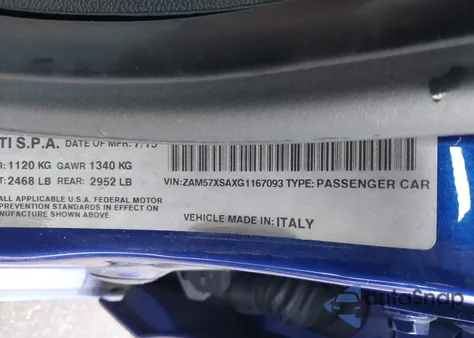 TI S.P.A. DATE OF MFR. 7/15
R: 1120 KG GAWR 1340 KG
T: 2468 LB REAR: 2952 LB
VIN:ZAM57XSAXG1167093 TYPE: PASSENGER CAR
ALL APPLICABLE U.S.A. FEDERAL MOTOR
PREVENTION STANDARDS IN EFFECT ON
SHOWN ABOVE.
VEHICLE MADE IN: ITALY
autoSnap